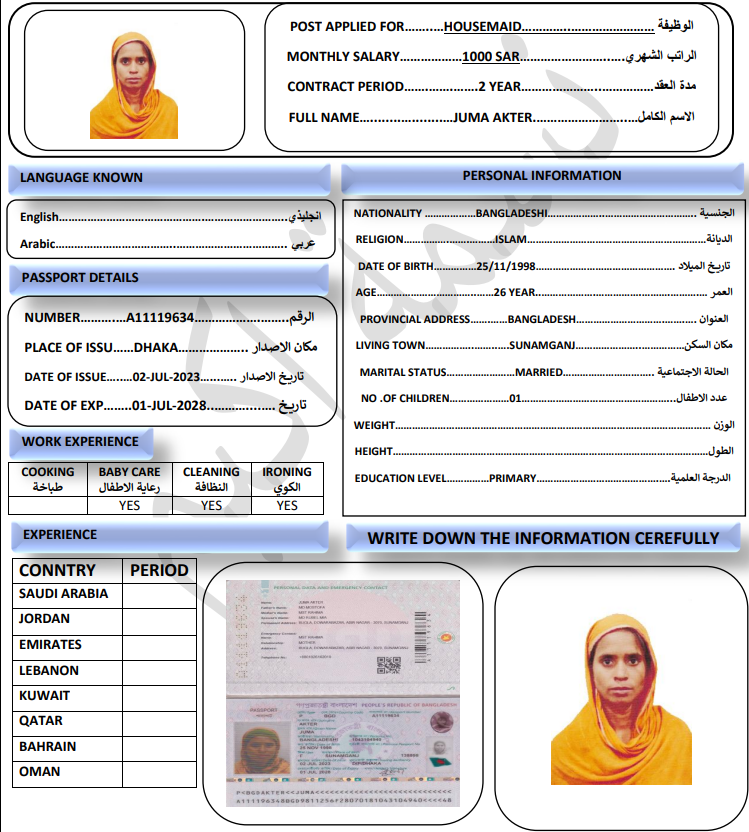 POST APPLIED FOR.........HOUSEMAID....................................... الوظيفة
MONTHLY SALARY..................1000 SAR............................الراتب الشهري
CONTRACT PERIOD.....................2 YEAR..............................مدة العقد
FULL NAME.......................JUMA AKTER..........................الاسم الكامل
LANGUAGE KNOWN
English.......................................................انجليذي
Arabic........................................................عربي
PASSPORT DETAILS
NUMBER............A11119634........................الرقم
PLACE OF ISSU......DHAKA.................... مكان الاصدار
DATE OF ISSUE.....02-JUL-2023........... تاريخ الاصدار
DATE OF EXP........01-JUL-2028.................. تاريخ
WORK EXPERIENCE
COOKING BABY CARE CLEANING IRONING
طباخة رعاية الاطفال النظافة الكوي
YES YES YES
PERSONAL INFORMATION
NATIONALITY ...............BANGLADESHI........................................ الجنسية
RELIGION..........................ISLAM..............................................الديانة
DATE OF BIRTH............25/11/1998..................................... تاريخ الميلاد
AGE...................................26 YEAR............................................ العمر
PROVINCIAL ADDRESS...........BANGLADESH.................................. العنوان
LIVING TOWN............................SUNAMGANJ..........................مكان السكن
MARITAL STATUS....................MARRIED........................ الحالة الاجتماعية
NO .OF CHILDREN...................01.........................................عدد الاطفال
WEIGHT.............................................................................. الوزن
HEIGHT...............................................................................الطول
EDUCATION LEVEL.......PRIMARY........................................الدرجة العلمية
EXPERIENCE
CONNTRY PERIOD
SAUDI ARABIA
JORDAN
EMIRATES
LEBANON
KUWAIT
QATAR
BAHRAIN
OMAN
WRITE DOWN THE INFORMATION CEREFULLY
PERSONAL DATA AND EMERGENCY CONTACT
JUMA AKTER
PASSPORT
PEOPLE'S REPUBLIC OF BANGLADESH
P BGD A11119634
AKTER
JUMA
BANGLADESHI
25 NOV 1998
F SUNAMGANJ
02 JUL 2023 DIP/DHAKA
01 JUL 2028